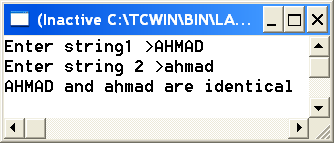 (Inactive C:\TCWIN\BIN\LA...
Enter string1 >AHMAD
Enter string 2 >ahmad
AHMAD and ahmad are identical